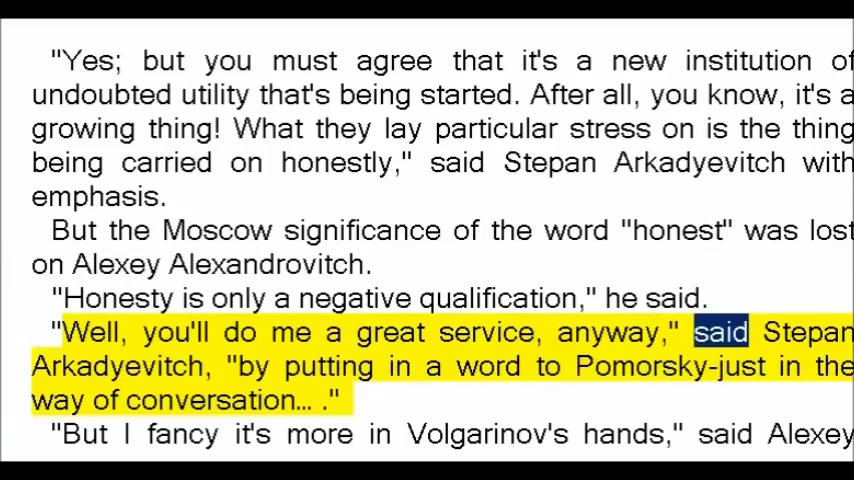 "Yes; but you must agree that it's a new institution of
undoubted utility that's being started. After all, you know, it's a
growing thing! What they lay particular stress on is the thing
being carried on honestly," said Stepan Arkadyevitch with
emphasis.
But the Moscow significance of the word "honest" was lost
on Alexey Alexandrovitch.
"Honesty is only a negative qualification," he said.
"Well, you'll do me a great service, anyway," said Stepan
Arkadyevitch, "by putting in a word to Pomorsky-just in the
way of conversation... ."
"But I fancy it's more in Volgarinov's hands," said Alexey